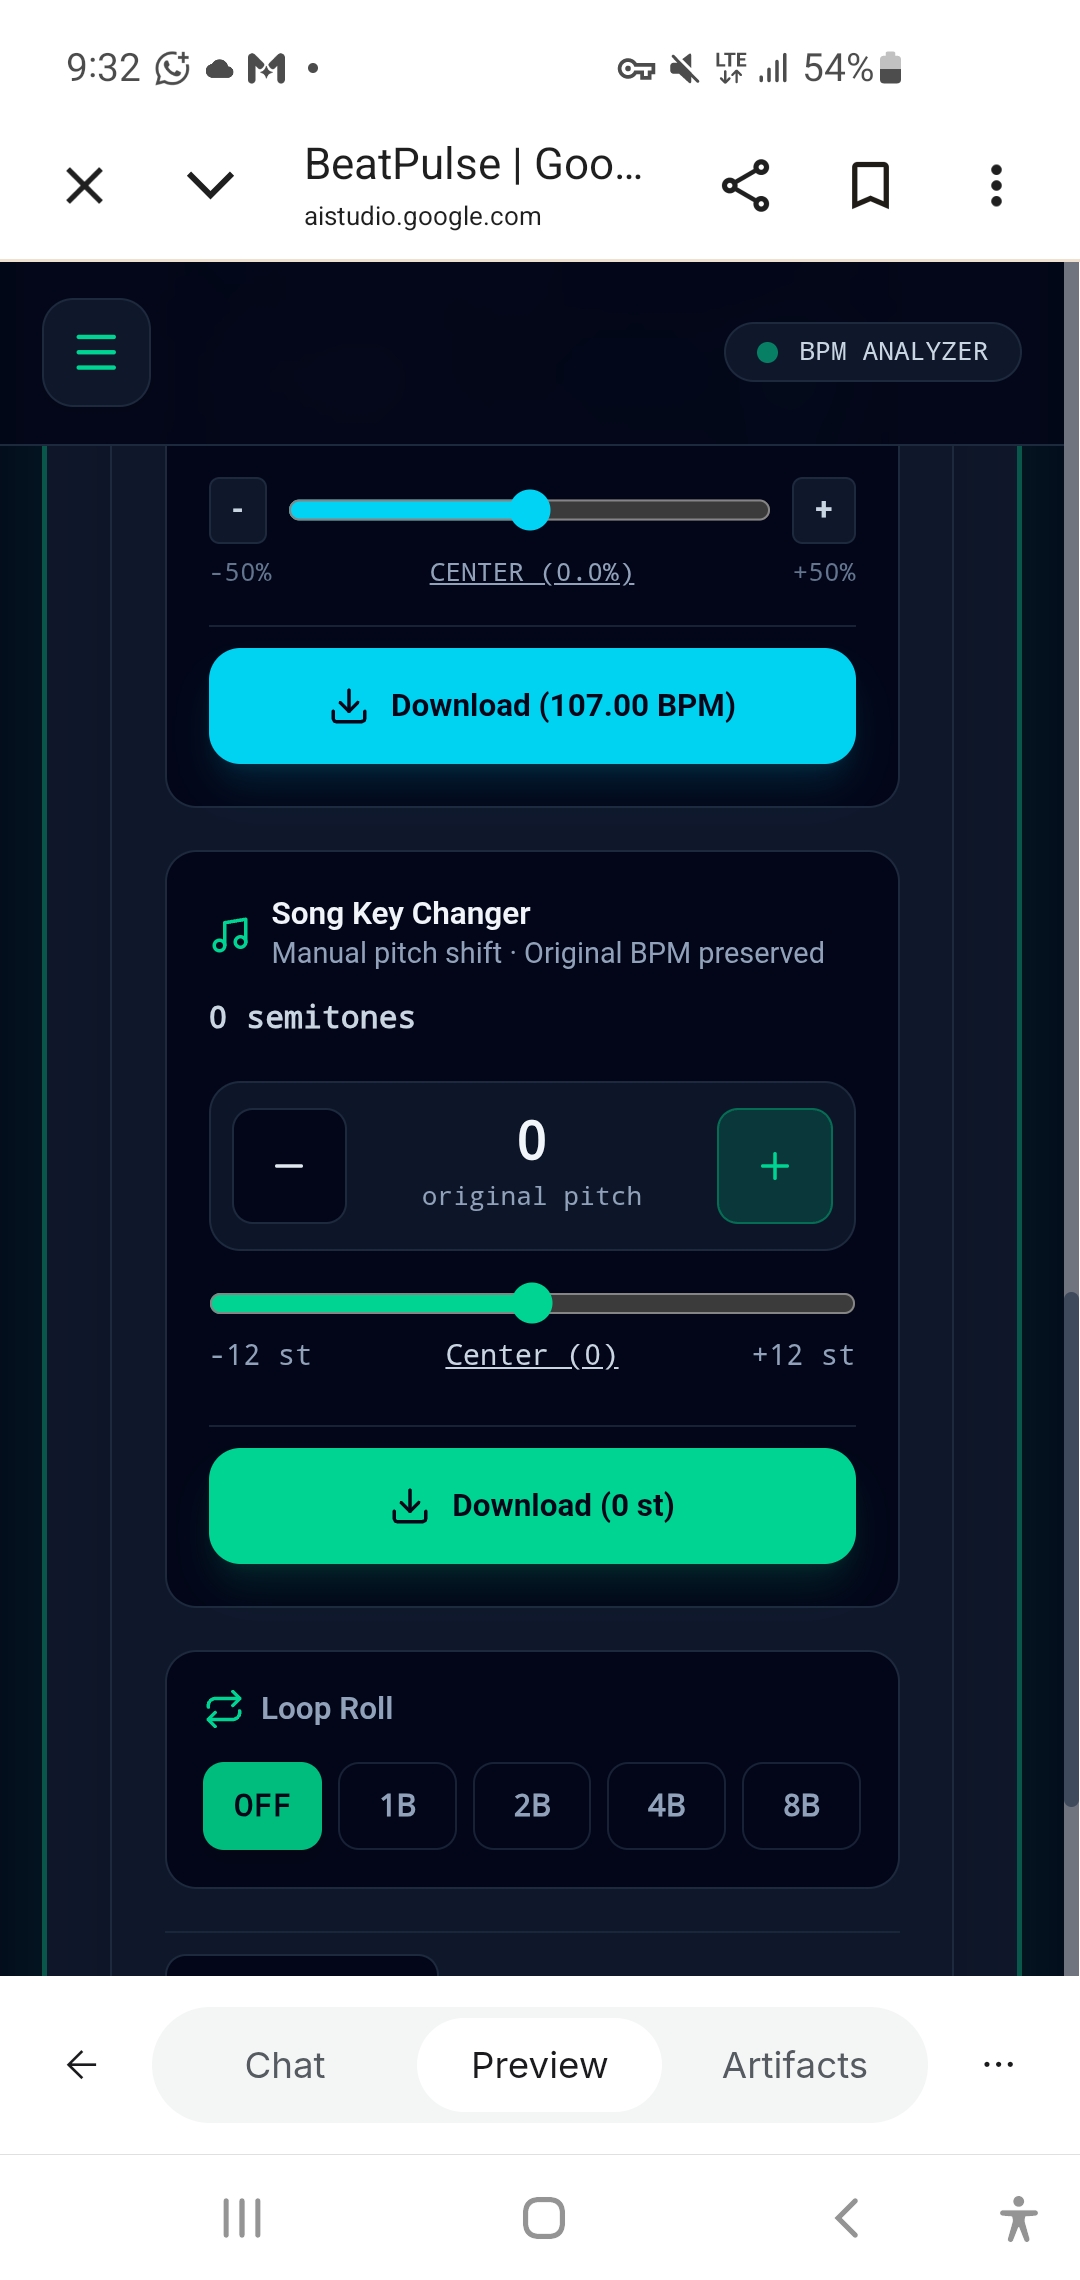 9:32
LTE
54%
BeatPulse | Goo...
aistudio.google.com
BPM ANALYZER
-
+
-50%
CENTER (0.0%)
+50%
Download (107.00 BPM)
Song Key Changer
Manual pitch shift · Original BPM preserved
0 semitones
0
original pitch
-12 st
Center (0)
+12 st
Download (0 st)
Loop Roll
OFF
1B
2B
4B
8B
Chat
Preview
Artifacts